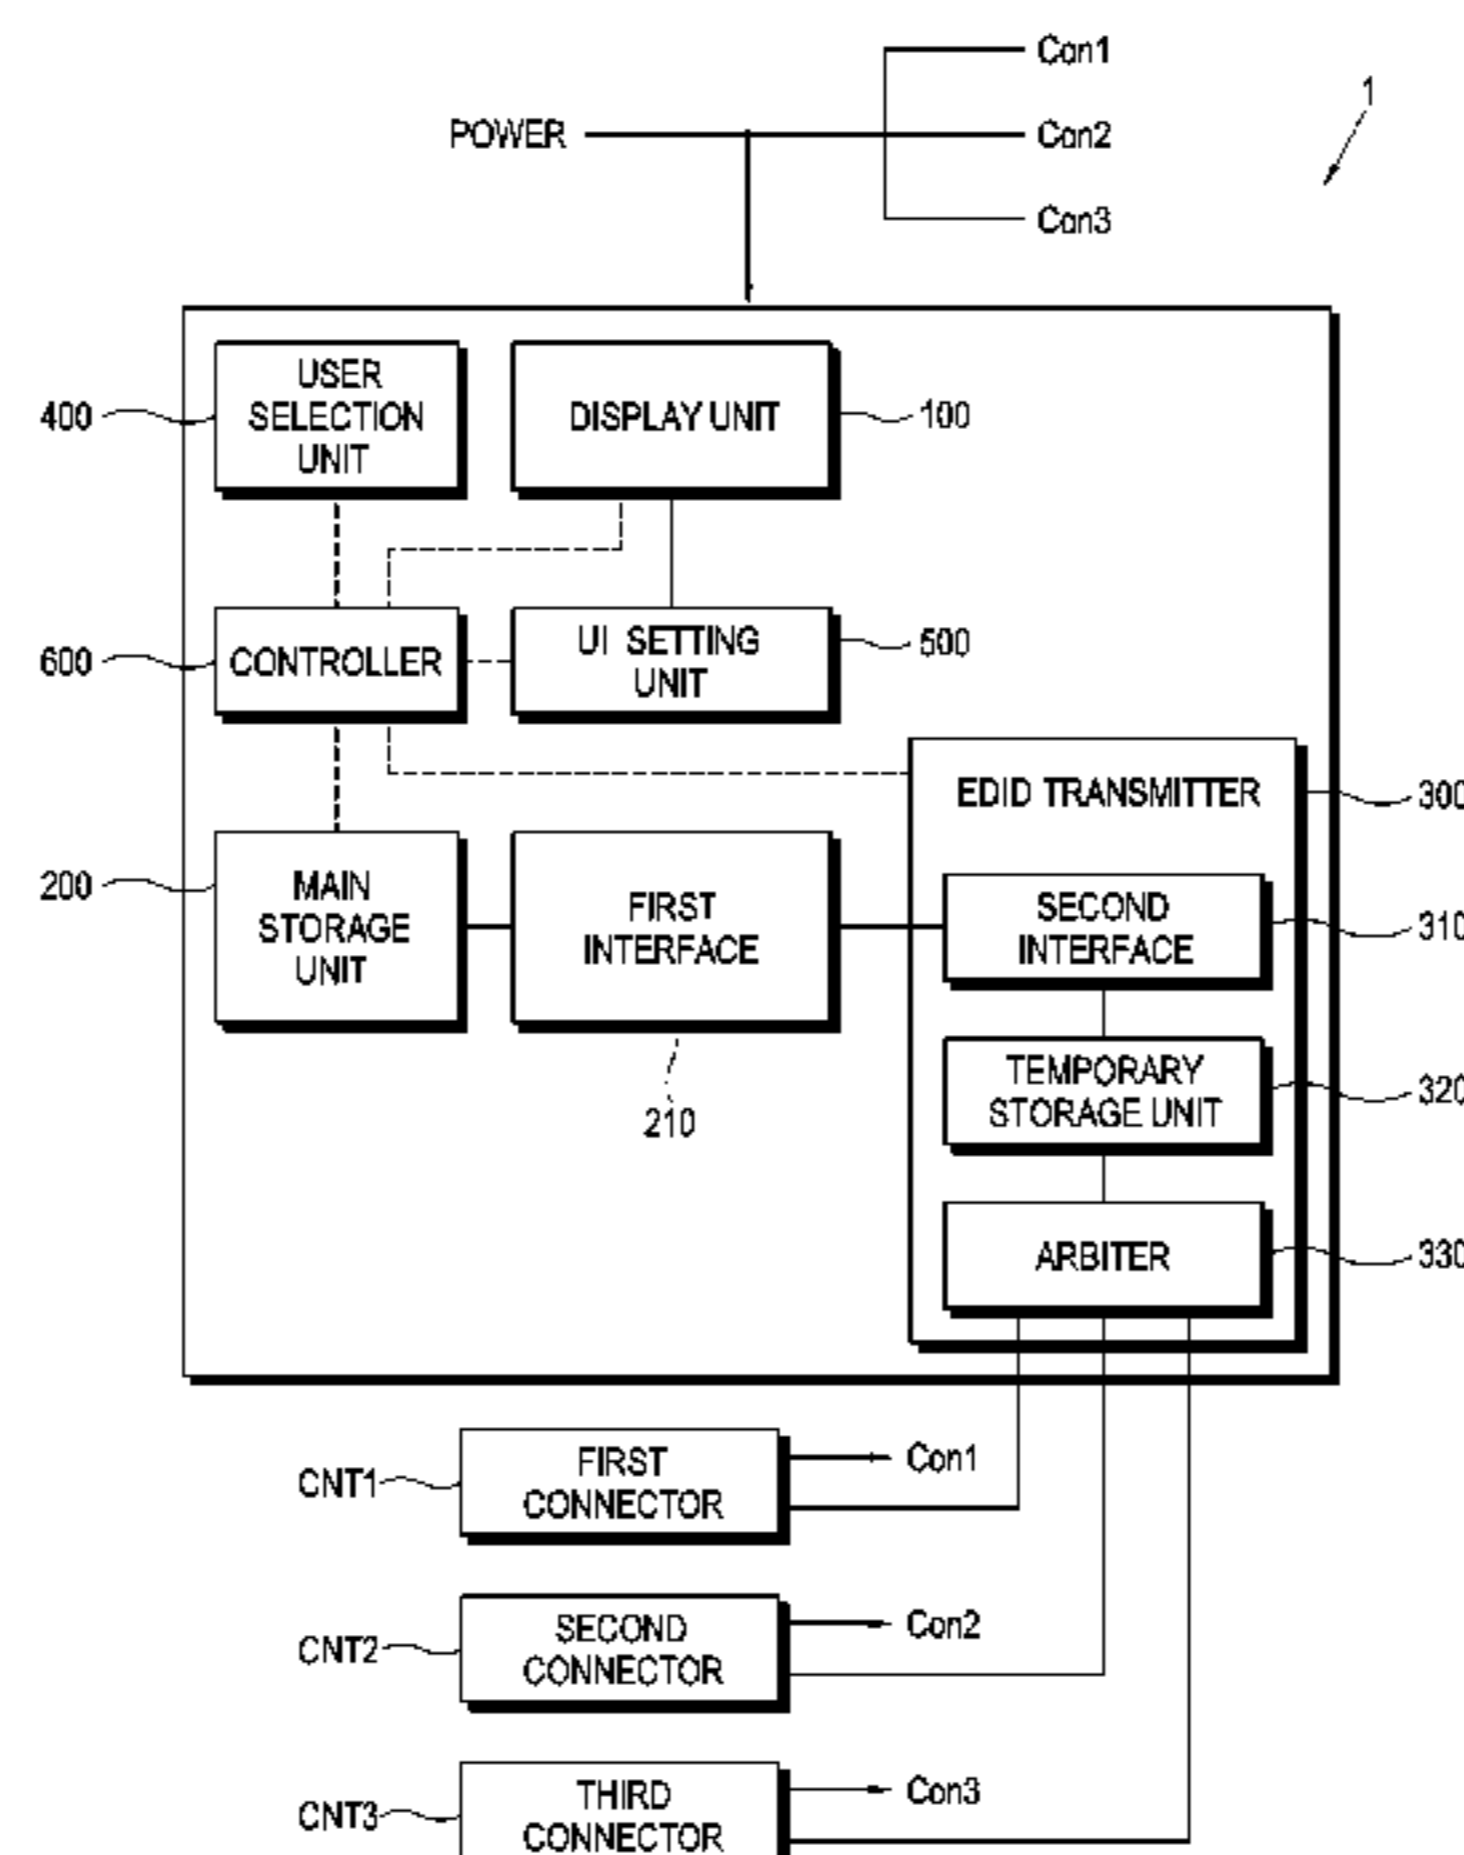 Con1
1
POWER
Con2
Con3
USER
SELECTION
UNIT
400
DISPLAY UNIT
100
600
CONTROLLER
UI SETTING
UNIT
500
EDID TRANSMITTER
300
200
MAIN
STORAGE
UNIT
FIRST
INTERFACE
SECOND
INTERFACE
310
210
TEMPORARY
STORAGE UNIT
320
ARBITER
330
CNT1
FIRST
CONNECTOR
Con1
CNT2
SECOND
CONNECTOR
Con2
CNT3
THIRD
CONNECTOR
Con3